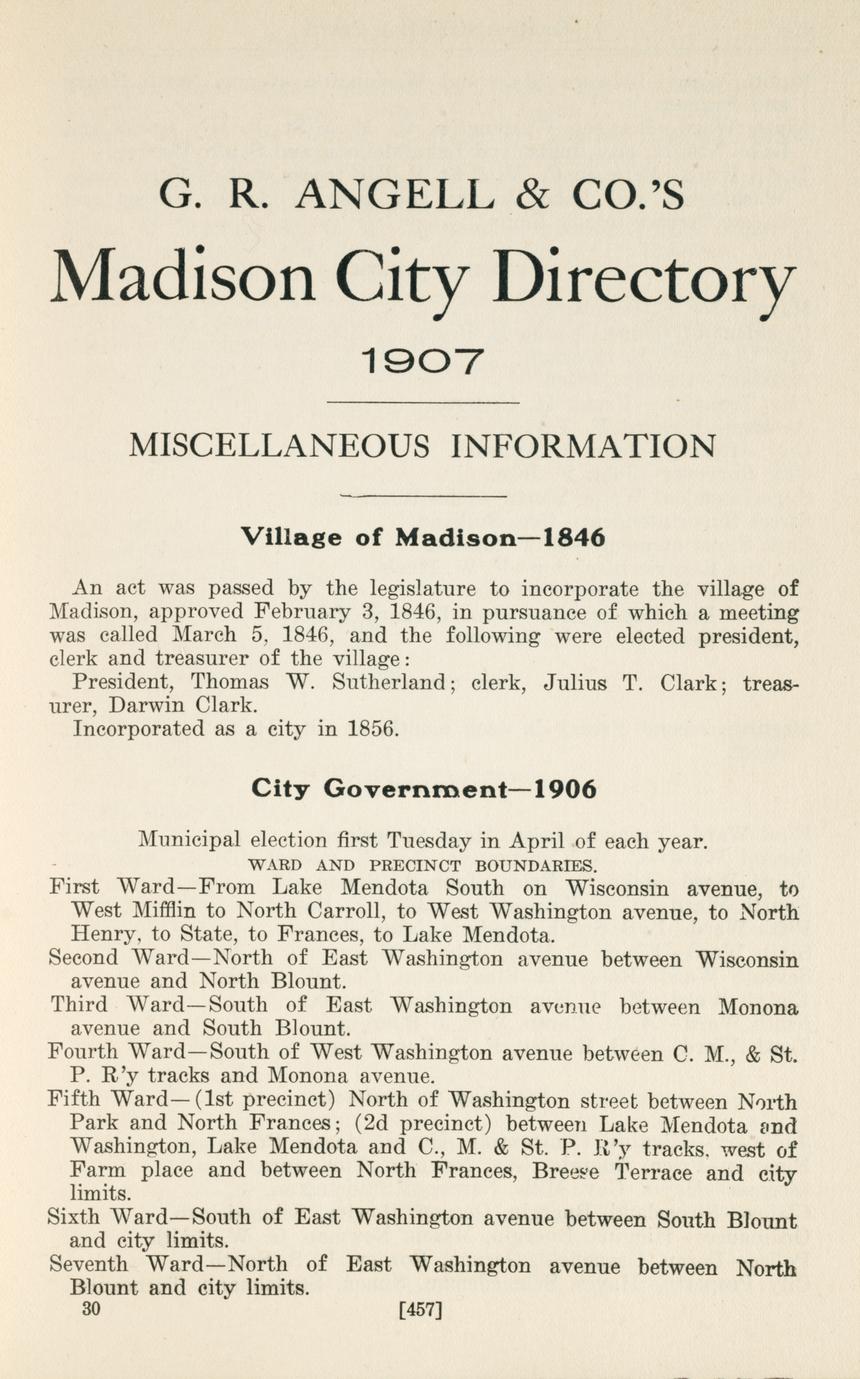 G. R. ANGELL & CO.'S
Madison City Directory
1907
MISCELLANEOUS INFORMATION
Village of Madison—1846
An act was passed by the legislature to incorporate the village of
Madison, approved February 3, 1846, in pursuance of which a meeting
was called March 5, 1846, and the following were elected president,
clerk and treasurer of the village:
President, Thomas W. Sutherland; clerk, Julius T. Clark; treas-
urer, Darwin Clark.
Incorporated as a city in 1856.
City Government—1906
Municipal election first Tuesday in April of each year.
WARD AND PRECINCT BOUNDARIES.
First Ward—From Lake Mendota South on Wisconsin avenue, to
West Mifflin to North Carroll, to West Washington avenue, to North
Henry, to State, to Frances, to Lake Mendota.
Second Ward—North of East Washington avenue between Wisconsin
avenue and North Blount.
Third Ward—South of East Washington avenue between Monona
avenue and South Blount.
Fourth Ward—South of West Washington avenue between C. M., & St.
P. R'y tracks and Monona avenue.
Fifth Ward—(1st precinct) North of Washington street between North
Park and North Frances; (2d precinct) between Lake Mendota and
Washington, Lake Mendota and C., M. & St. P. R'y tracks, west of
Farm place and between North Frances, Breese Terrace and city
limits.
Sixth Ward—South of East Washington avenue between South Blount
and city limits.
Seventh Ward—North of East Washington avenue between North
Blount and city limits.
30 [457]